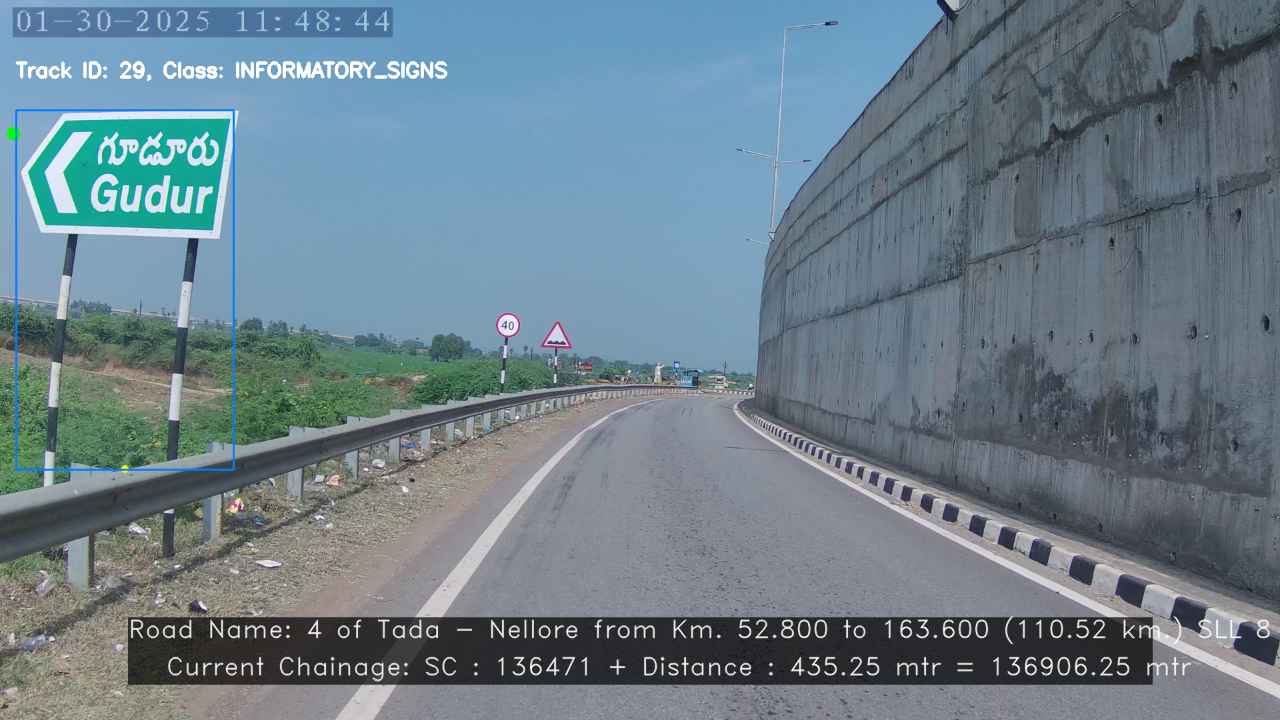 01-30-2025 11:48:44
Track ID: 29, Class: INFORMATORY_SIGNS
గూడూరు
Gudur
40
Road Name: 4 of Tada - Nellore from Km. 52.800 to 163.600 (110.52 km.) SLL 8
Current Chainage: SC : 136471 + Distance : 435.25 mtr = 136906.25 mtr